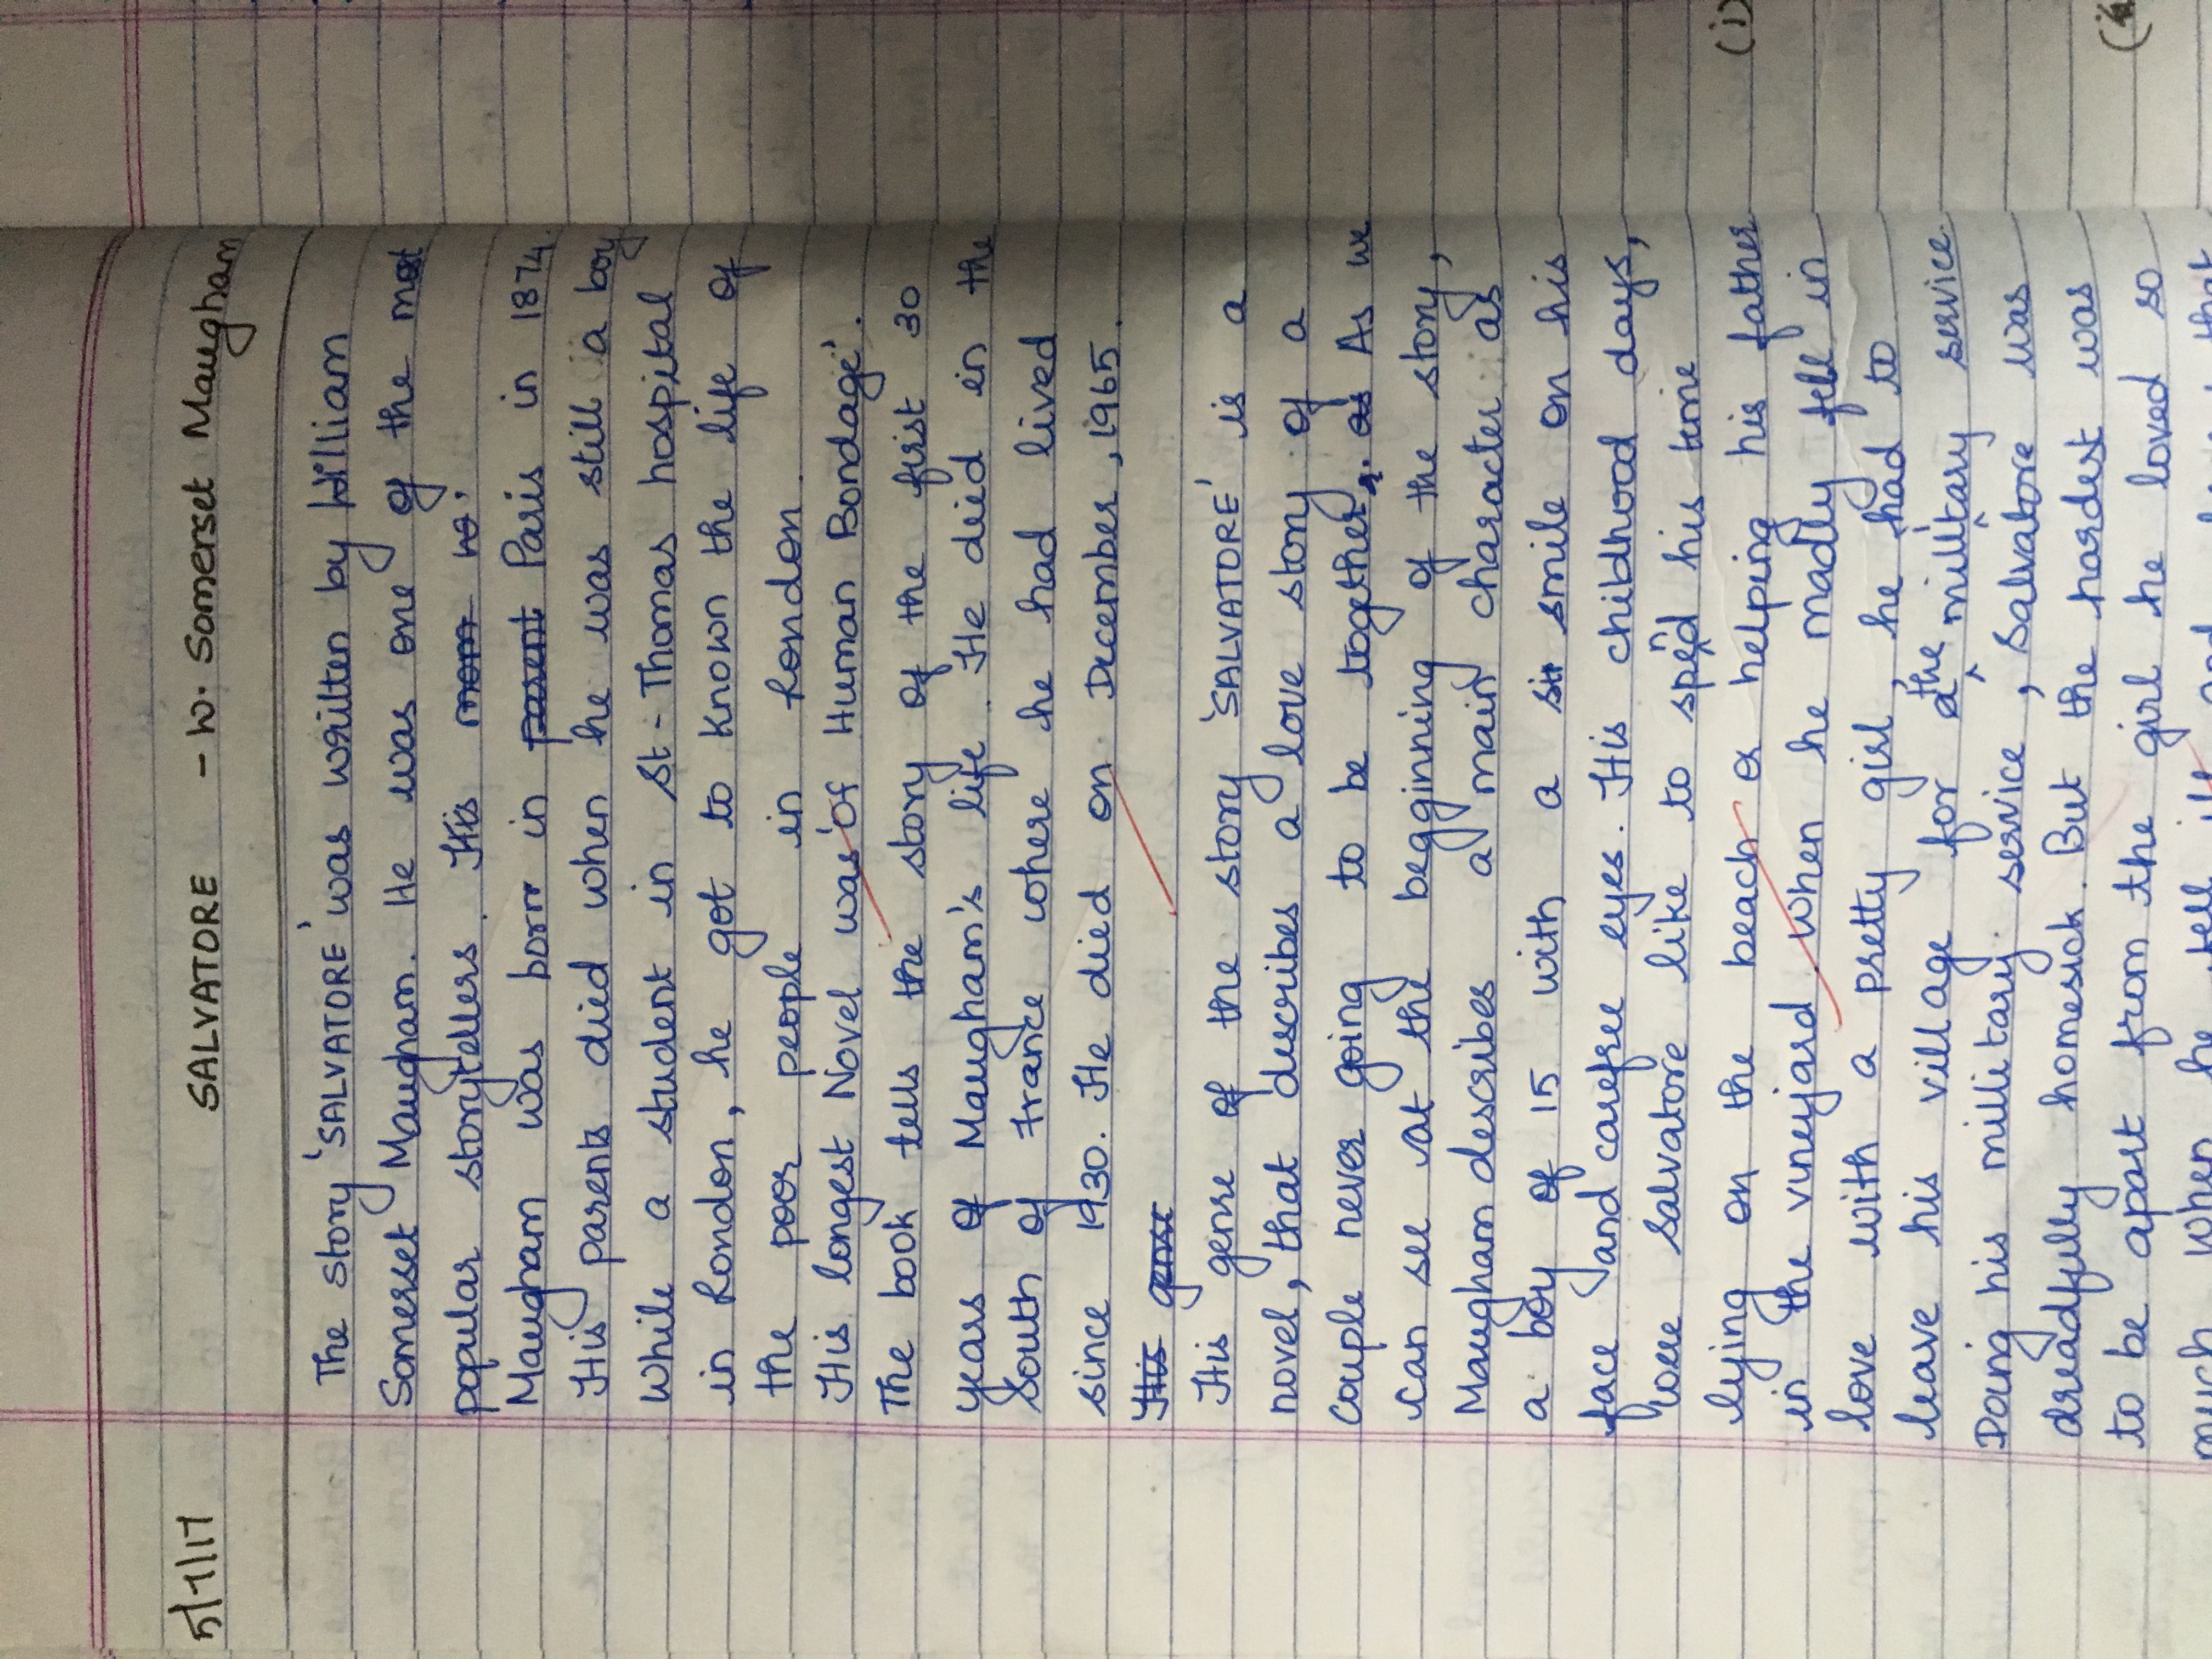 5/7/17 SALVATORE - W. Somerset Maugham
The story 'SALVATORE' was written by William
Somerset Maugham. He was one of the most
popular storytellers. His mom
Maugham was born in parent Paris in 1874.
His parents died when he was still a boy
While a student in St-Thomas hospital
in London, he got to known the life of
the poor people in London.
His longest Novel was 'Of Human Bondage'.
The book tells the story of the first 30
years of Maugham's life. He died in the
South of France where he had lived
since 1930. He died on December, 1965.
His genre
His genre of the story 'SALVATORE' is a
novel, that describes a love story of a
couple never going to be together. as As we
can see at the begginning of the story,
Maugham describes a main character as
a boy of 15 with a smile on his
face and carefree eyes. His childhood days,
were Salvatore like to spend his time
lying on the beach or helping his father
in the vineyard. When he madly fell in
love with a pretty girl, he had to
leave his village for a the military service.
Doing his millitary service, Salvatore was
dreadfully homesick. But the hardest was
to be apart from the girl he loved so
much when he fell ill and that
(i)